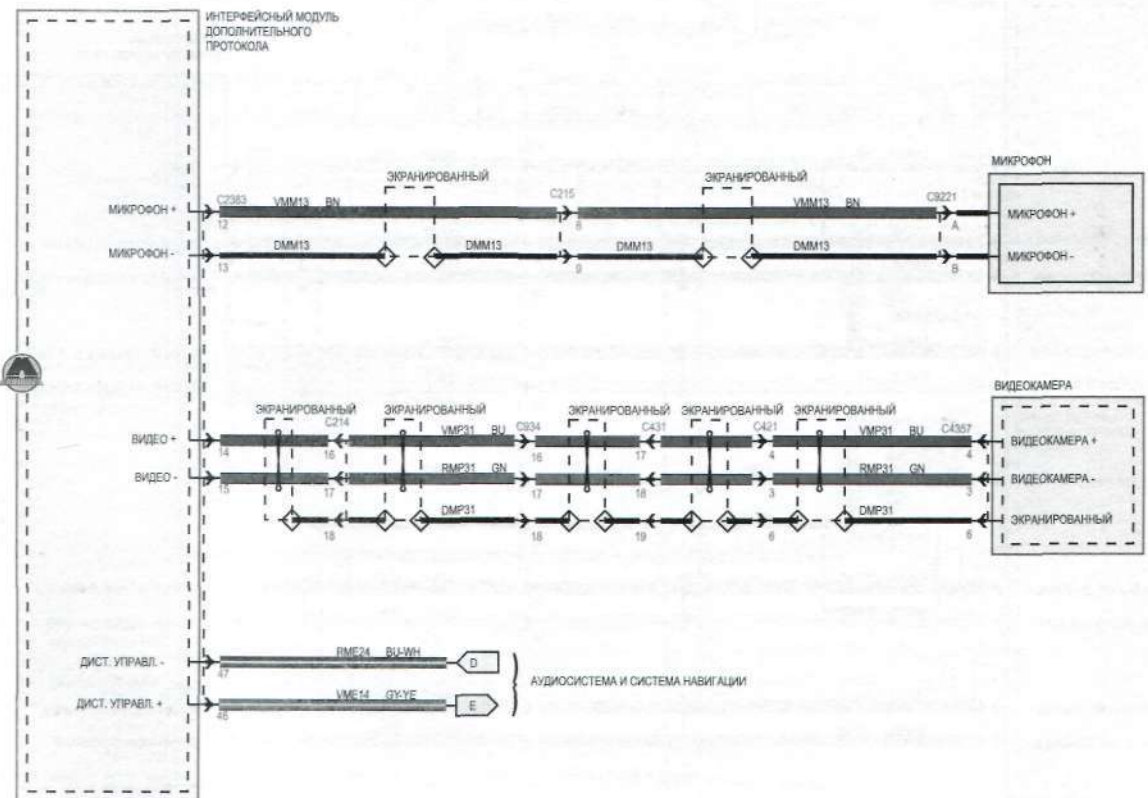 ИНТЕРФЕЙСНЫЙ МОДУЛЬ
ДОПОЛНИТЕЛЬНОГО
ПРОТОКОЛА
МИКРОФОН
ЭКРАНИРОВАННЫЙ
ЭКРАНИРОВАННЫЙ
МИКРОФОН +
C2383
VMM13 BN
C215
VMM13 BN
C9221
МИКРОФОН +
12
8
A
МИКРОФОН -
DMM13
DMM13
DMM13
DMM13
МИКРОФОН -
13
9
B
ВИДЕОКАМЕРА
ЭКРАНИРОВАННЫЙ
ЭКРАНИРОВАННЫЙ
ЭКРАНИРОВАННЫЙ
ЭКРАНИРОВАННЫЙ
ЭКРАНИРОВАННЫЙ
ВИДЕО +
C214
VMP31 BU
C934
C431
C421
VMP31 BU
C4357
ВИДЕОКАМЕРА +
14
16
16
17
4
4
ВИДЕО -
RMP31 GN
RMP31 GN
ВИДЕОКАМЕРА -
15
17
17
18
3
3
DMP31
DMP31
ЭКРАНИРОВАННЫЙ
18
18
19
6
6
ДИСТ. УПРАВЛ. -
RME24 BU-WH
D
47
АУДИОСИСТЕМА И СИСТЕМА НАВИГАЦИИ
ДИСТ. УПРАВЛ. +
VME14 GY-YE
E
46